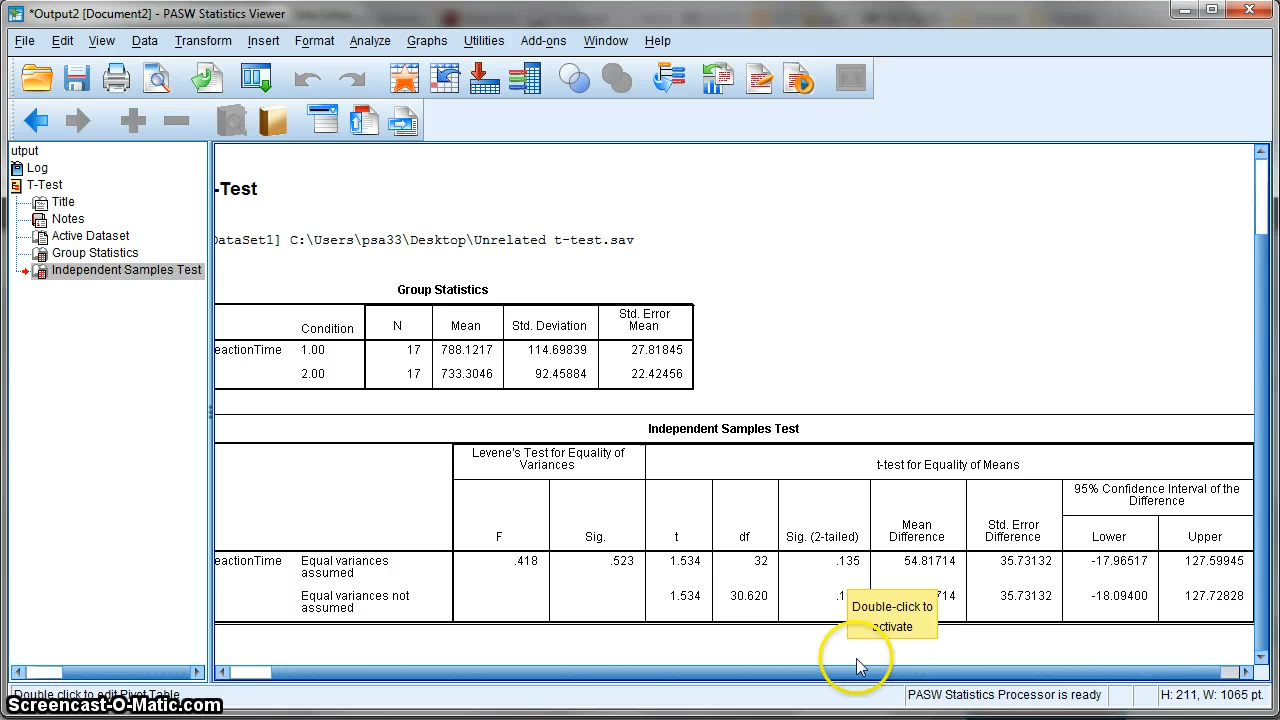 *Output2 [Document2] - PASW Statistics Viewer
File Edit View Data Transform Insert Format Analyze Graphs Utilities Add-ons Window Help
utput
Log
T-Test
Title
Notes
Active Dataset
Group Statistics
Independent Samples Test
-Test
DataSet1] C:\Users\psa33\Desktop\Unrelated t-test.sav
Group Statistics
Condition N Mean Std. Deviation Std. Error Mean
eactionTime 1.00 17 788.1217 114.69839 27.81845
2.00 17 733.3046 92.45884 22.42456
Independent Samples Test
Levene's Test for Equality of Variances
t-test for Equality of Means
95% Confidence Interval of the Difference
F Sig. t df Sig. (2-tailed) Mean Difference Std. Error Difference Lower Upper
eactionTime Equal variances assumed .418 .523 1.534 32 .135 54.81714 35.73132 -17.96517 127.59945
Equal variances not assumed 1.534 30.620 35.73132 -18.09400 127.72828
Double-click to
activate
Double click to edit Pivot Table
PASW Statistics Processor is ready
H: 211, W: 1065 pt.
Screencast-O-Matic.com